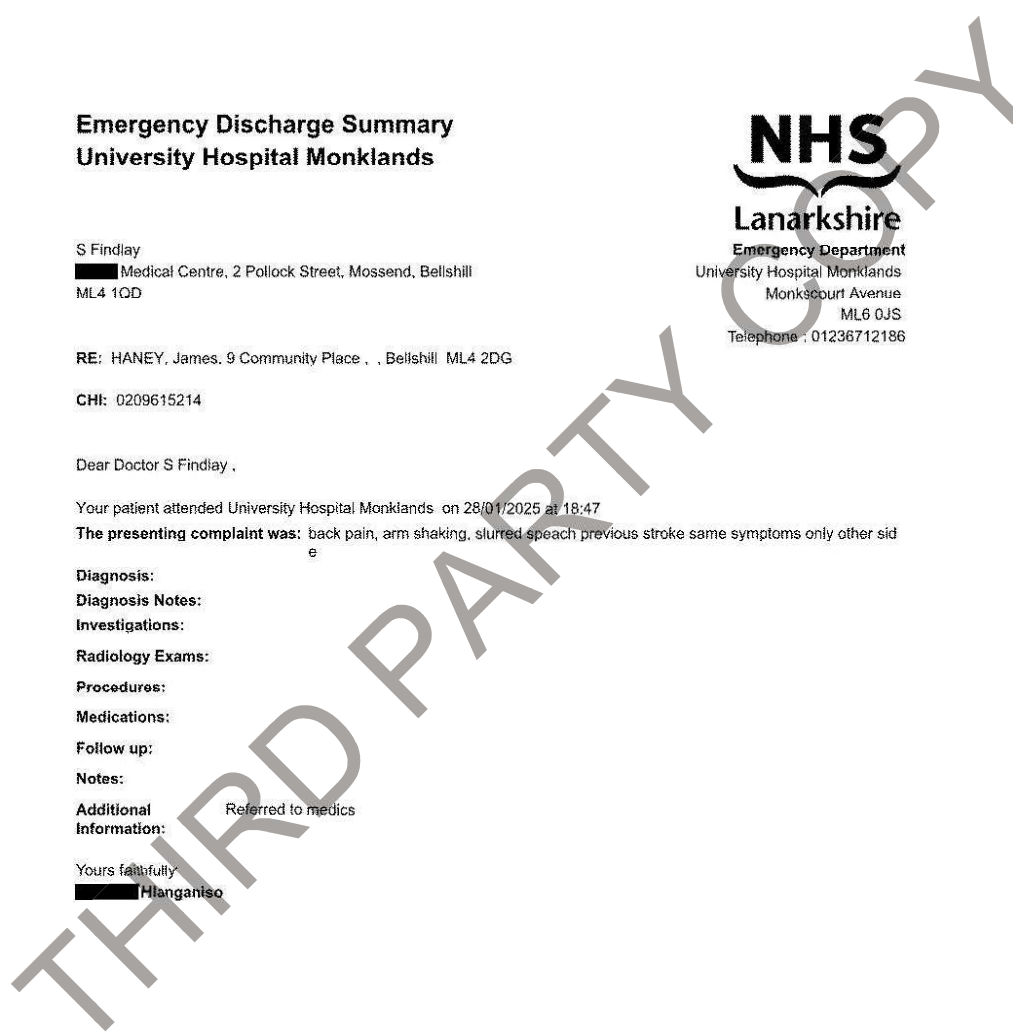 Emergency Discharge Summary
University Hospital Monklands
NHS
Lanarkshire
S Findlay
Medical Centre, 2 Pollock Street, Mossend, Bellshill
ML4 1QD
Emergency Department
University Hospital Monklands
Monkscourt Avenue
ML6 0JS
Telephone : 01236712186
RE: HANEY, James. 9 Community Place , , Bellshill ML4 2DG
CHI: 0209615214
Dear Doctor S Findlay ,
Your patient attended University Hospital Monklands on 28/01/2025 at 18:47
The presenting complaint was: back pain, arm shaking, slurred speach previous stroke same symptoms only other sid
e
Diagnosis:
Diagnosis Notes:
Investigations:
Radiology Exams:
Procedures:
Medications:
Follow up:
Notes:
Additional Information: Referred to medics
Yours faithfully
Hlanganiso
THIRD PARTY COPY